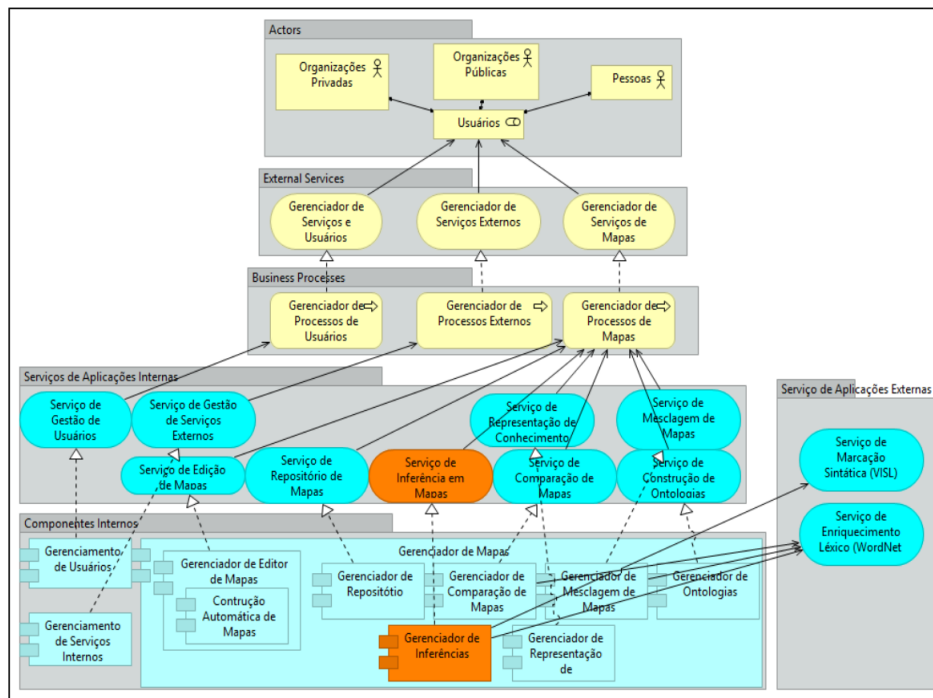 Actors
Organizações
Privadas
Organizações
Públicas
Pessoas
Usuários
External Services
Gerenciador de
Serviços e
Usuários
Gerenciador de
Serviços Externos
Gerenciador de
Serviços de
Mapas
Business Processes
Gerenciador de
Processos de
Usuários
Gerenciador de
Processos Externos
Gerenciador de
Processos de
Mapas
Serviços de Aplicações Internas
Serviço de
Gestão de
Usuários
Serviço de Gestão
de Serviços
Externos
Serviço de
Representação de
Conhecimento
Serviço de
Mesclagem de
Mapas
Serviço de Edição
de Mapas
Serviço de
Repositório de
Mapas
Serviço de
Inferência em
Mapas
Serviço de
Comparação de
Mapas
Serviço de
Construção de
Ontologias
Serviço de Aplicações Externas
Serviço de
Marcação
Sintática (VISL)
Serviço de
Enriquecimento
Léxico (WordNet
Componentes Internos
Gerenciamento
de Usuários
Gerenciamento
de Serviços
Internos
Gerenciador de Mapas
Gerenciador de Editor
de Mapas
Contrução
Automática de
Mapas
Gerenciador de
Repositótio
Gerenciador de
Comparação de
Mapas
Gerenciador de
Mesclagem de
Mapas
Gerenciador de
Ontologias
Gerenciador de
Inferências
Gerenciador de
Representação
de